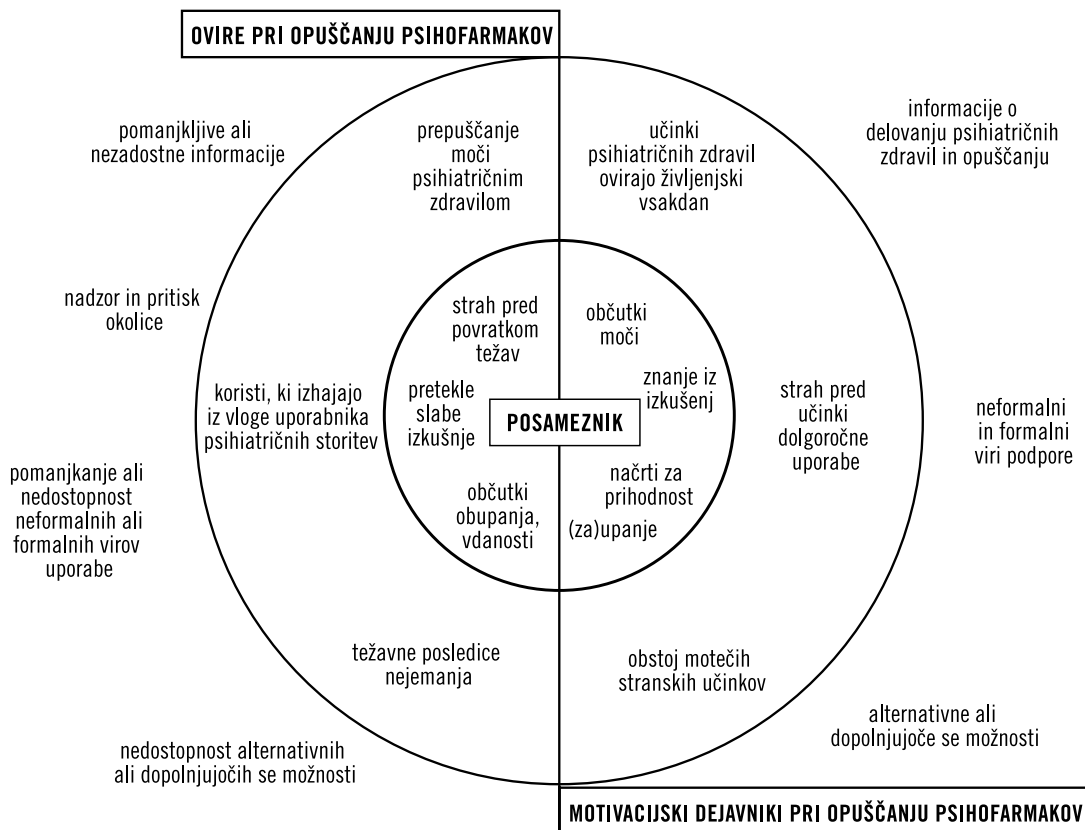 OVIRE PRI OPUŠČANJU PSIHOFARMAKOV
pomanjkljive ali
nezadostne informacije
prepuščanje
moči
psihiatričnim
zdravilom
učinki
psihiatričnih zdravil
ovirajo življenjski
vsakdan
informacije o
delovanju psihiatričnih
zdravil in opuščanju
nadzor in pritisk
okolice
strah pred
povratkom
težav
občutki
moči
koristi, ki izhajajo
iz vloge uporabnika
psihiatričnih storitev
pretekle
slabe
izkušnje
znanje iz
izkušenj
POSAMEZNIK
strah pred
učinki
dolgoročne
uporabe
neformalni
in formalni
viri podpore
pomanjkanje ali
nedostopnost
neformalnih ali
formalnih virov
uporabe
občutki
obupanja,
vdanosti
načrti za
prihodnost
(za)upanje
težavne posledice
nejemanja
obstoj motečih
stranskih učinkov
nedostopnost alternativnih
ali dopolnjujočih se možnosti
alternativne ali
dopolnjujoče se možnosti
MOTIVACIJSKI DEJAVNIKI PRI OPUŠČANJU PSIHOFARMAKOV